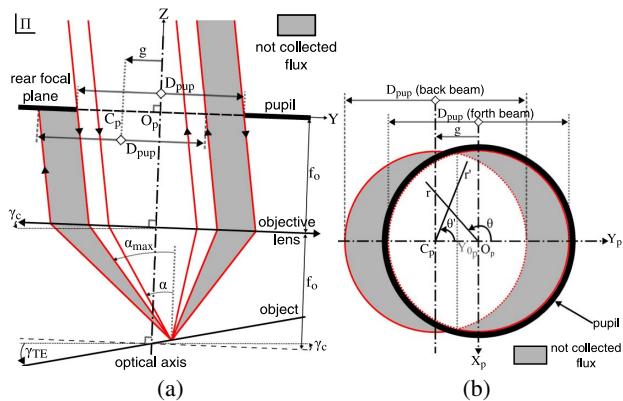 Π
Z
g
not collected
flux
rear focal
plane
D_pup
C_p
O_p
pupil
Y
D_pup
f_o
γ_c
objective
lens
α_max
α
f_o
object
γ_c
γ_TE
optical axis
(a)
D_pup (back beam)
D_pup (forth beam)
g
r'
r
θ'
θ
C_p
Y_0p
O_p
Y_p
pupil
X_p
not collected
flux
(b)